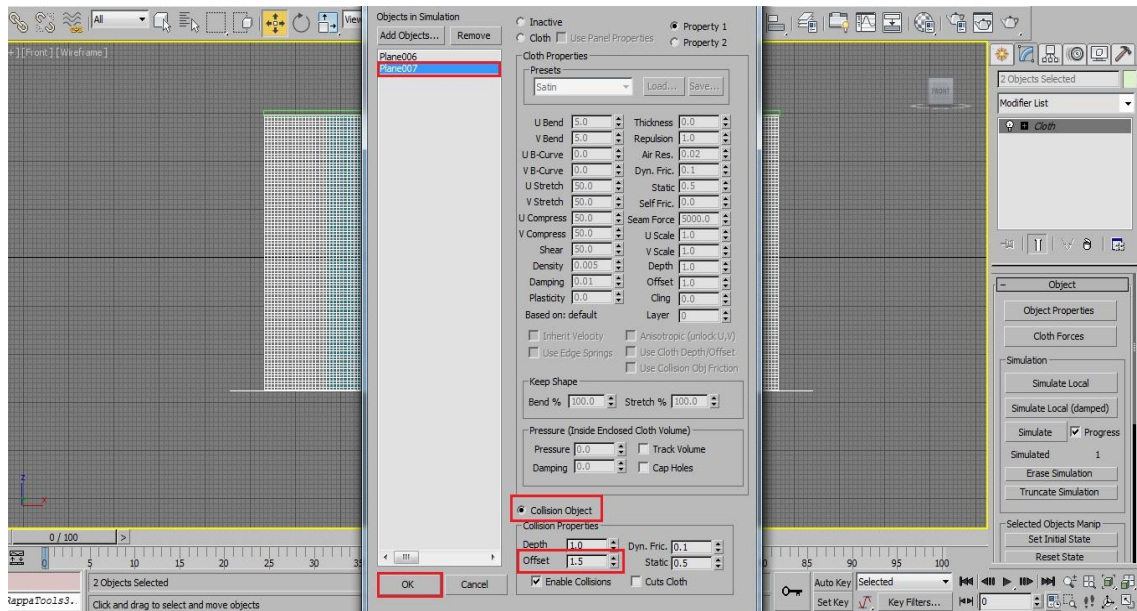 All
View
+ ] [Front ] [Wireframe ]
FRONT
Objects in Simulation
Add Objects...
Remove
Plane006
Plane007
OK
Cancel
Inactive
Property 1
Cloth
Use Panel Properties
Property 2
Cloth Properties
Presets
Satin
Load...
Save...
U Bend 5.0
Thickness 0.0
V Bend 5.0
Repulsion 1.0
U B-Curve 0.0
Air Res. 0.02
V B-Curve 0.0
Dyn. Fric. 0.1
U Stretch 50.0
Static 0.5
V Stretch 50.0
Self Fric. 0.0
U Compress 50.0
Seam Force 5000.0
V Compress 50.0
U Scale 1.0
Shear 50.0
V Scale 1.0
Density 0.005
Depth 1.0
Damping 0.01
Offset 1.0
Plasticity 0.0
Cling 0.0
Based on: default
Layer 0
Inherit Velocity
Anisotropic (unlock U,V)
Use Edge Springs
Use Cloth Depth/Offset
Use Collision Obj Friction
Keep Shape
Bend % 100.0
Stretch % 100.0
Pressure (Inside Enclosed Cloth Volume)
Pressure 0.0
Track Volume
Damping 0.0
Cap Holes
Collision Object
Collision Properties
Depth 1.0
Dyn. Fric. 0.1
Offset 1.5
Static 0.5
Enable Collisions
Cuts Cloth
2 Objects Selected
Modifier List
Cloth
Object
Object Properties
Cloth Forces
Simulation
Simulate Local
Simulate Local (damped)
Simulate
Progress
Simulated 1
Erase Simulation
Truncate Simulation
Selected Objects Manip
Set Initial State
Reset State
z
x
0 / 100
>
0 5 10 15 20 25 30
85 90 95 100
2 Objects Selected
RappaTools3.
Click and drag to select and move objects
Auto Key
Selected
Set Key
Key Filters...
0